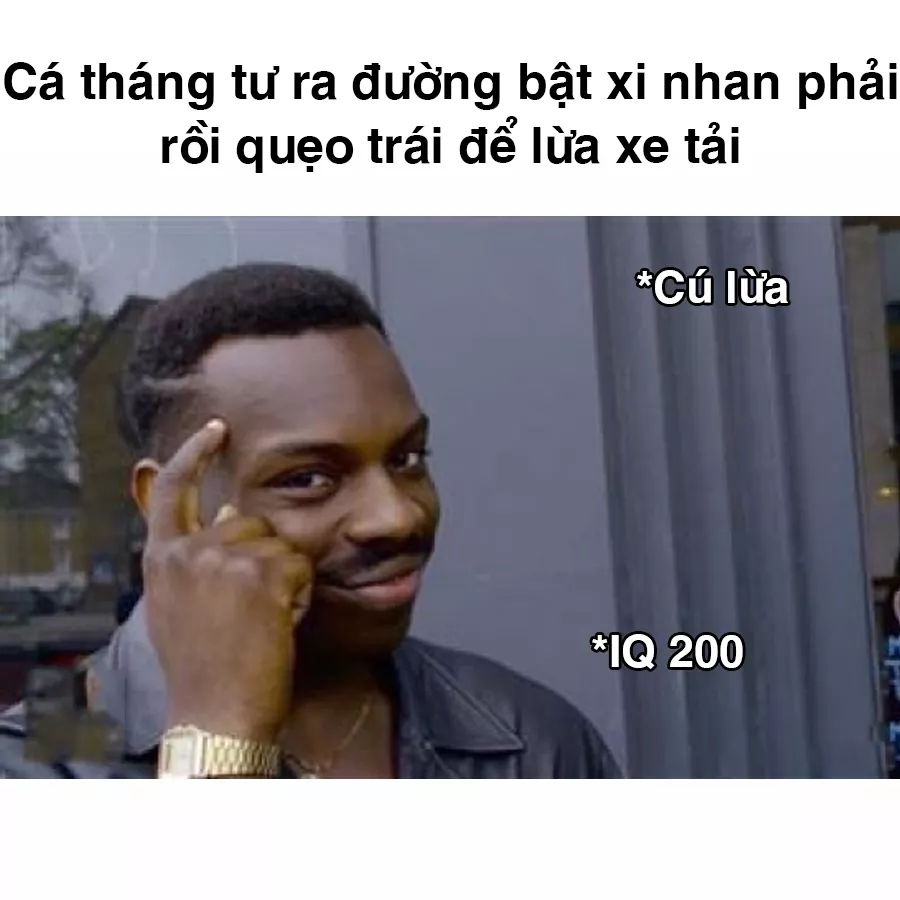 Cá tháng tư ra đường bật xi nhan phải
rồi quẹo trái để lừa xe tải
*Cú lừa
*IQ 200